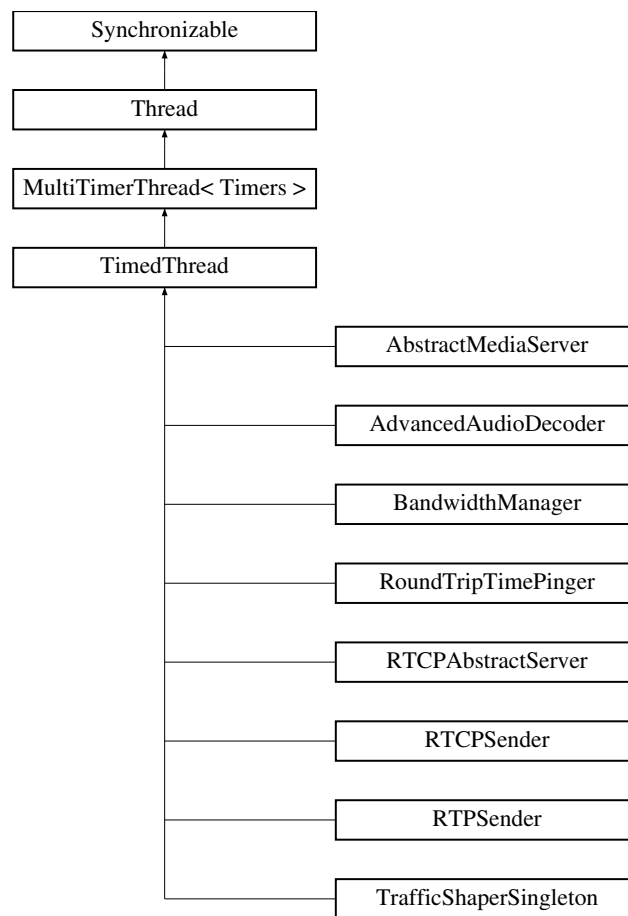 Synchronizable
Thread
MultiTimerThread< Timers >
TimedThread
AbstractMediaServer
AdvancedAudioDecoder
BandwidthManager
RoundTripTimePinger
RTCPAbstractServer
RTCPSender
RTPSender
TrafficShaperSingleton